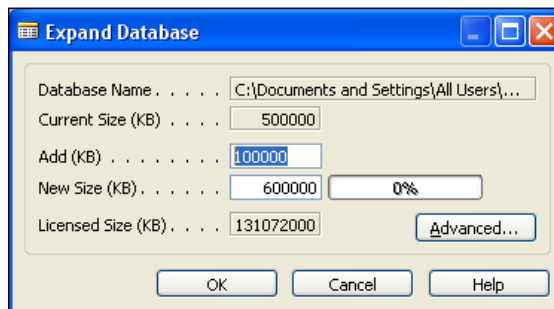 Expand Database
Database Name . . . . . C:\Documents and Settings\All Users\...
Current Size (KB) . . . . 500000
Add (KB) . . . . . . . . 100000
New Size (KB) . . . . . . 600000 0%
Licensed Size (KB) . . . . 131072000 Advanced...
OK Cancel Help